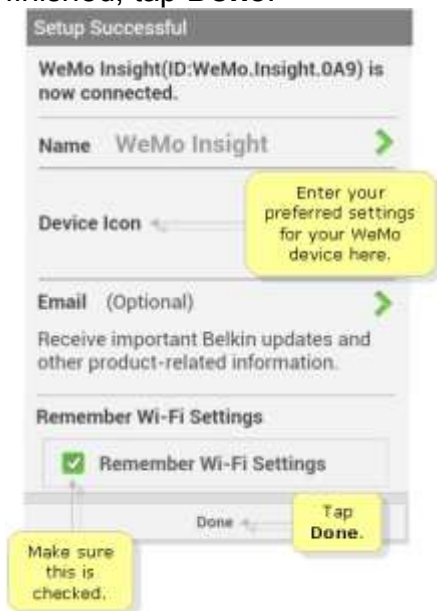 finished, tap Done.
Setup Successful
WeMo Insight(ID:WeMo.Insight.0A9) is
now connected.
Name WeMo Insight
Enter your
preferred settings
for your WeMo
device here.
Device Icon
Email (Optional)
Receive important Belkin updates and
other product-related information.
Remember Wi-Fi Settings
Remember Wi-Fi Settings
Done
Tap
Done.
Make sure
this is
checked.